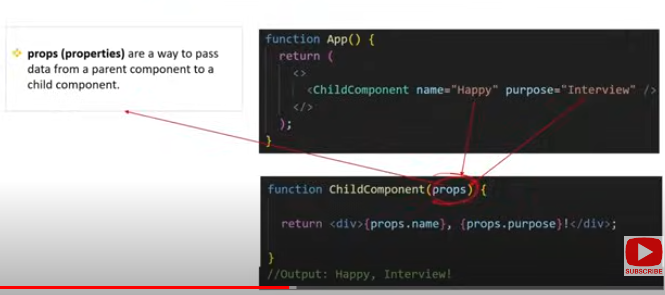 props (properties) are a way to pass
data from a parent component to a
child component.
function App() {
return (
<>
<ChildComponent name="Happy" purpose="Interview" />
</>
);
}
function ChildComponent(props) {
return <div>{props.name}, {props.purpose}!</div>;
}
//Output: Happy, Interview!
SUBSCRIBE